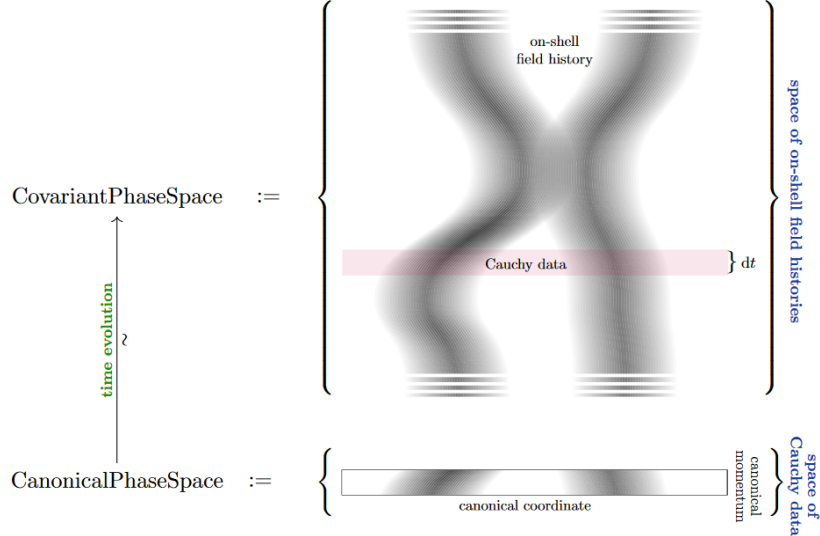 on-shell
field history
space of on-shell field histories
CovariantPhaseSpace :=
Cauchy data
} dt
time evolution
~
CanonicalPhaseSpace :=
canonical coordinate
canonical
momentum
space of
Cauchy data